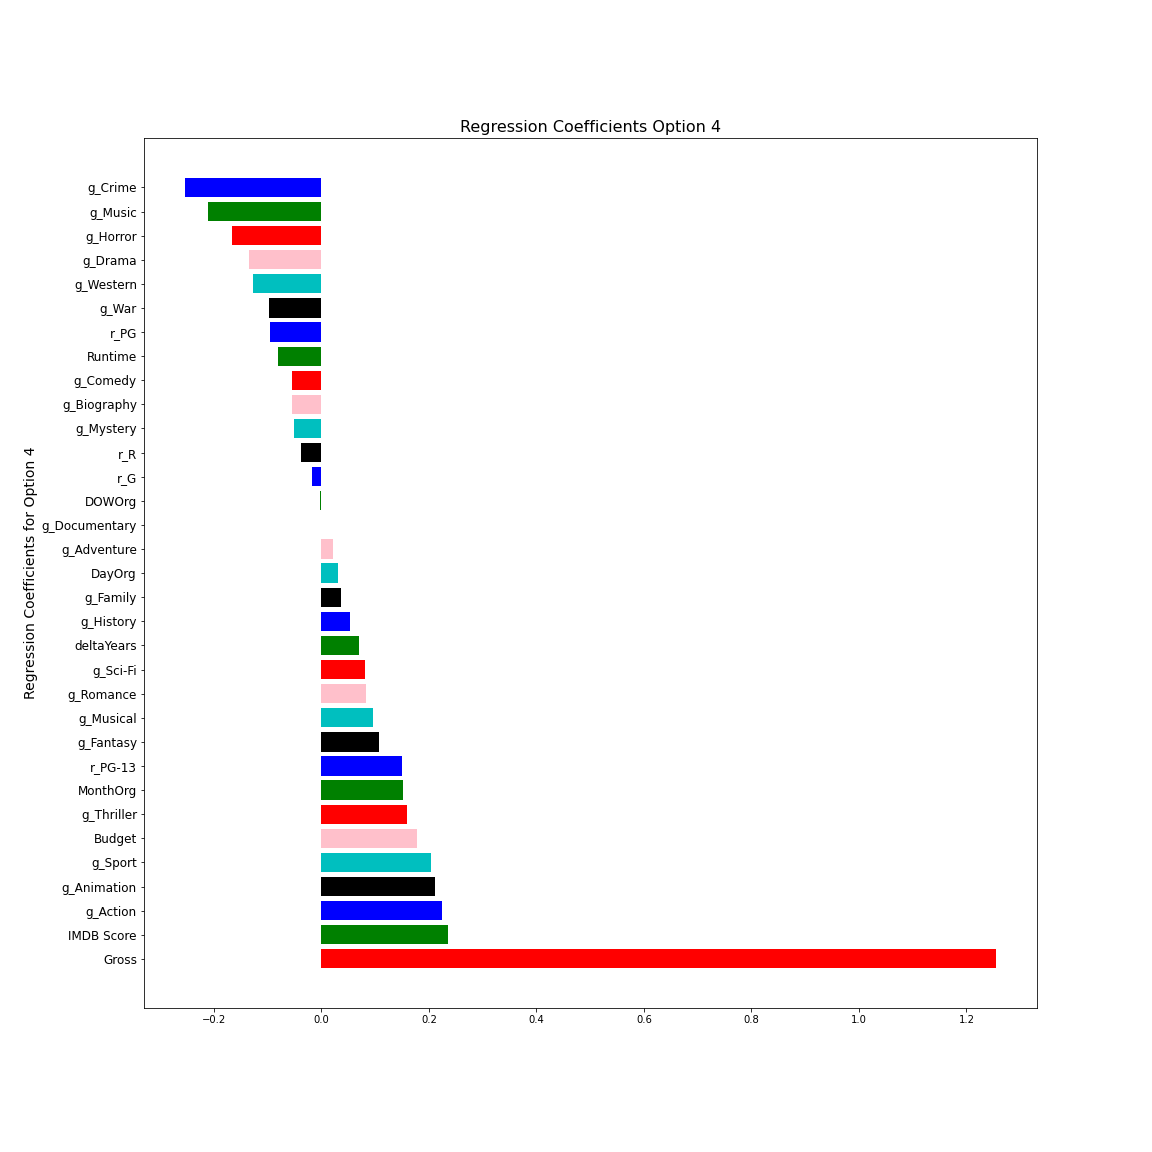 Regression Coefficients Option 4
Regression Coefficients for Option 4
g_Crime
g_Music
g_Horror
g_Drama
g_Western
g_War
r_PG
Runtime
g_Comedy
g_Biography
g_Mystery
r_R
r_G
DOWOrg
g_Documentary
g_Adventure
DayOrg
g_Family
g_History
deltaYears
g_Sci-Fi
g_Romance
g_Musical
g_Fantasy
r_PG-13
MonthOrg
g_Thriller
Budget
g_Sport
g_Animation
g_Action
IMDB Score
Gross
−0.2 0.0 0.2 0.4 0.6 0.8 1.0 1.2